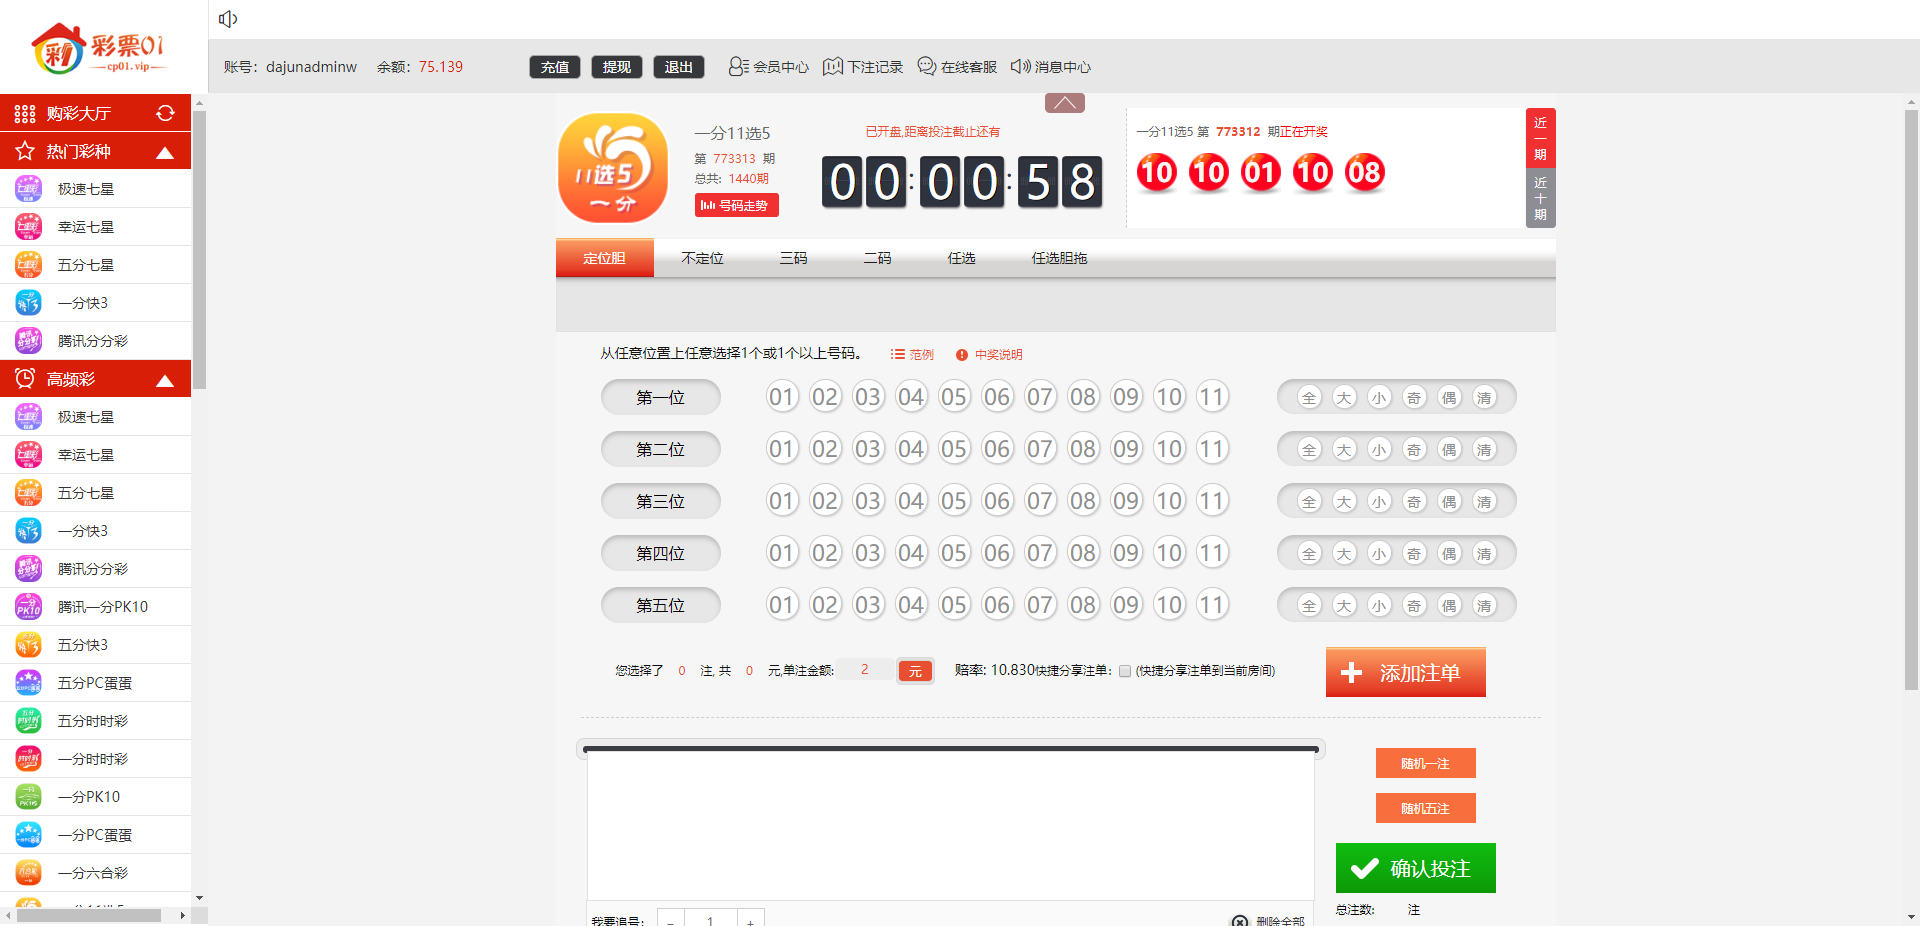 彩票01
cp01.vip
账号：dajunadminw 余额：75.139 充值 提现 退出 会员中心 下注记录 在线客服 消息中心
购彩大厅
热门彩种
极速七星
幸运七星
五分七星
一分快3
腾讯分分彩
高频彩
极速七星
幸运七星
五分七星
一分快3
腾讯分分彩
腾讯一分PK10
五分快3
五分PC蛋蛋
五分时时彩
一分时时彩
一分PK10
一分PC蛋蛋
一分六合彩
11选5
一分
一分11选5
第 773313 期
总共: 1440期
号码走势
已开盘,距离投注截止还有
00:00:58
一分11选5 第 773312 期正在开奖
10 10 01 10 08
近一期
近十期
定位胆 不定位 三码 二码 任选 任选胆拖
从任意位置上任意选择1个或1个以上号码。 范例 中奖说明
第一位 01 02 03 04 05 06 07 08 09 10 11 全 大 小 奇 偶 清
第二位 01 02 03 04 05 06 07 08 09 10 11 全 大 小 奇 偶 清
第三位 01 02 03 04 05 06 07 08 09 10 11 全 大 小 奇 偶 清
第四位 01 02 03 04 05 06 07 08 09 10 11 全 大 小 奇 偶 清
第五位 01 02 03 04 05 06 07 08 09 10 11 全 大 小 奇 偶 清
您选择了 0 注, 共 0 元,单注金额: 2 元 赔率: 10.830快捷分享注单: (快捷分享注单到当前房间)
添加注单
随机一注
随机五注
确认投注
总注数: 注
我要追号: - 1 + 删除全部